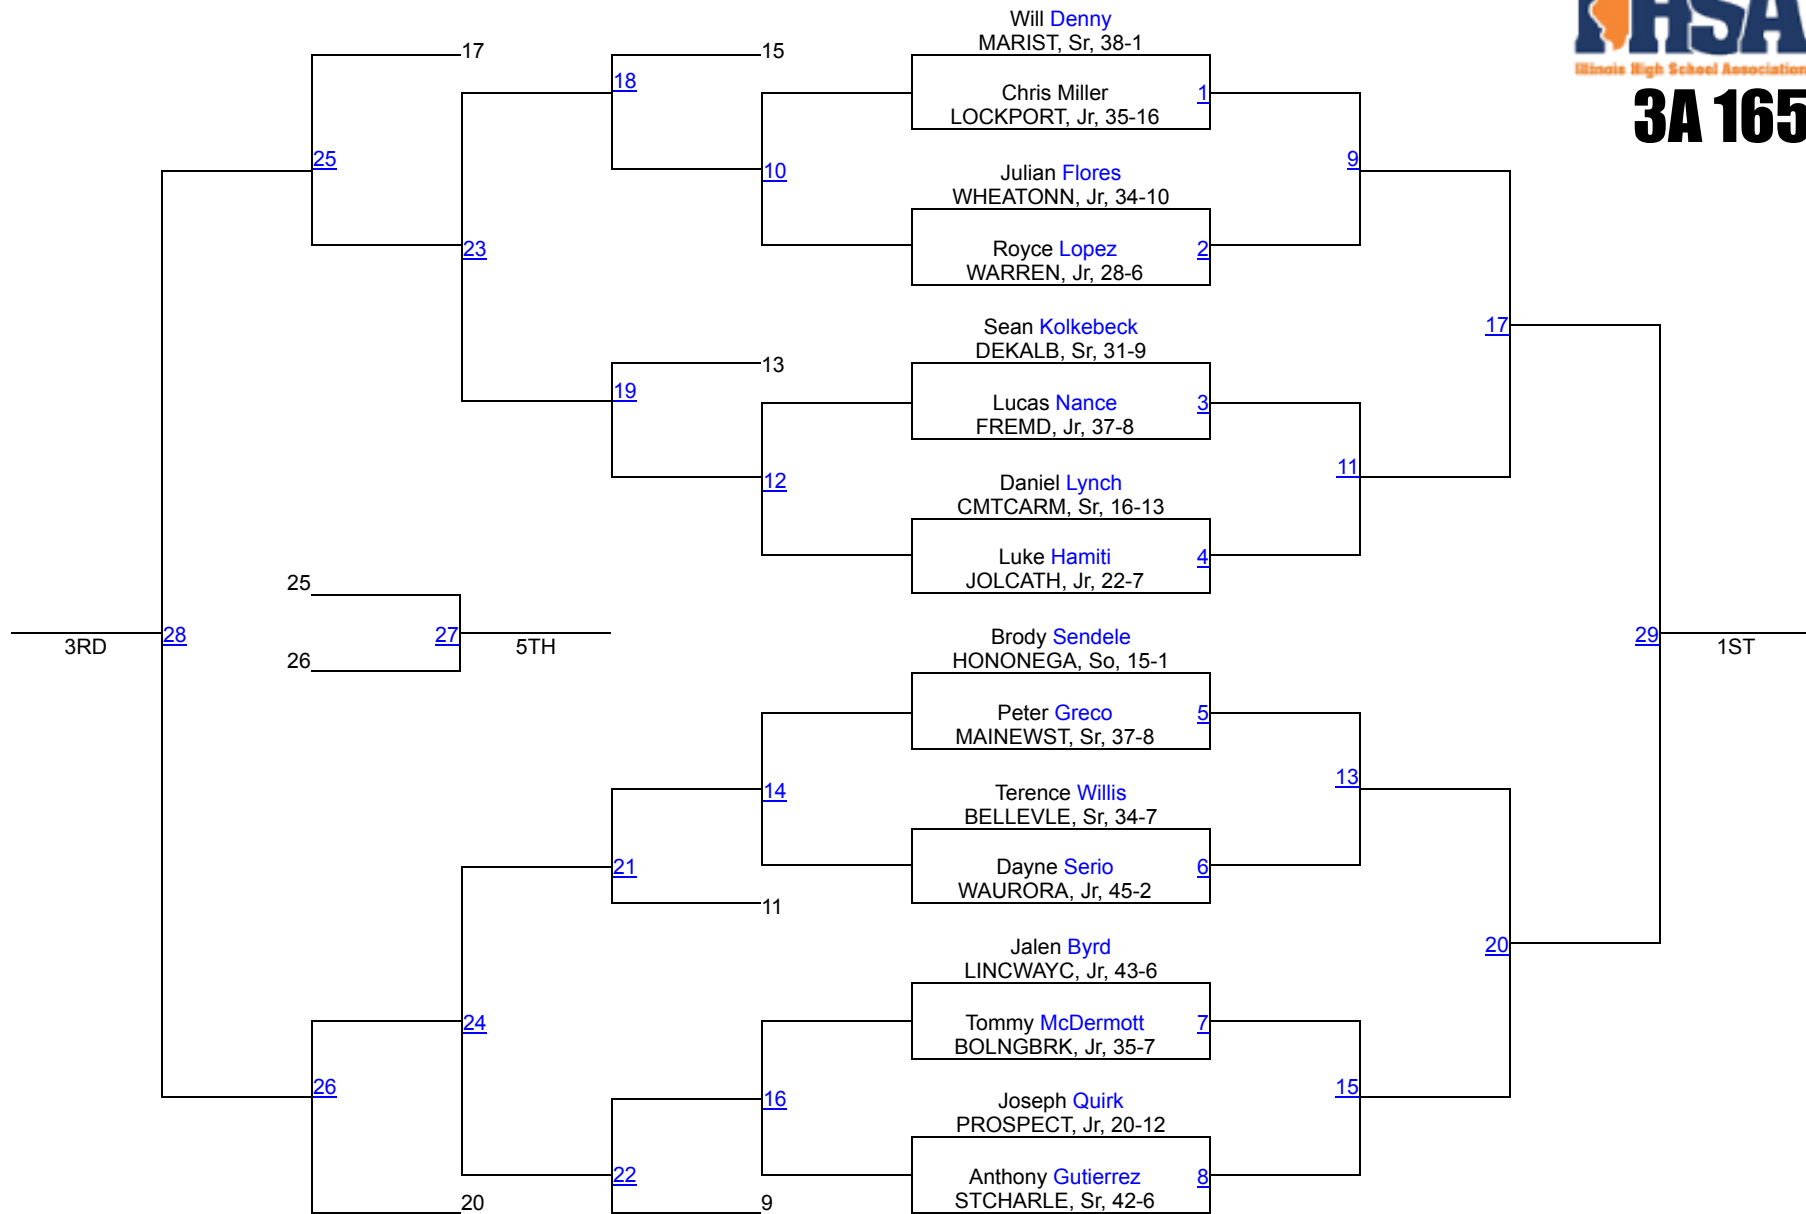 IHSA
Illinois High School Association
3A 165
Will Denny
MARIST, Sr, 38-1
17
15
18
Chris Miller
1
LOCKPORT, Jr, 35-16
25
10
Julian Flores
9
WHEATONN, Jr, 34-10
23
Royce Lopez
2
WARREN, Jr, 28-6
Sean Kolkebeck
17
DEKALB, Sr, 31-9
13
19
Lucas Nance
3
FREMD, Jr, 37-8
11
12
Daniel Lynch
CMTCARM, Sr, 16-13
Luke Hamiti
4
JOLCATH, Jr, 22-7
25
28
27
Brody Sendele
29
3RD
5TH
1ST
26
HONONEGA, So, 15-1
Peter Greco
5
MAINEWST, Sr, 37-8
13
14
Terence Willis
BELLEVLE, Sr, 34-7
21
Dayne Serio
6
WAURORA, Jr, 45-2
11
Jalen Byrd
20
LINCWAYC, Jr, 43-6
24
Tommy McDermott
7
BOLNGBRK, Jr, 35-7
26
15
16
Joseph Quirk
PROSPECT, Jr, 20-12
22
Anthony Gutierrez
8
STCHARLE, Sr, 42-6
20
9